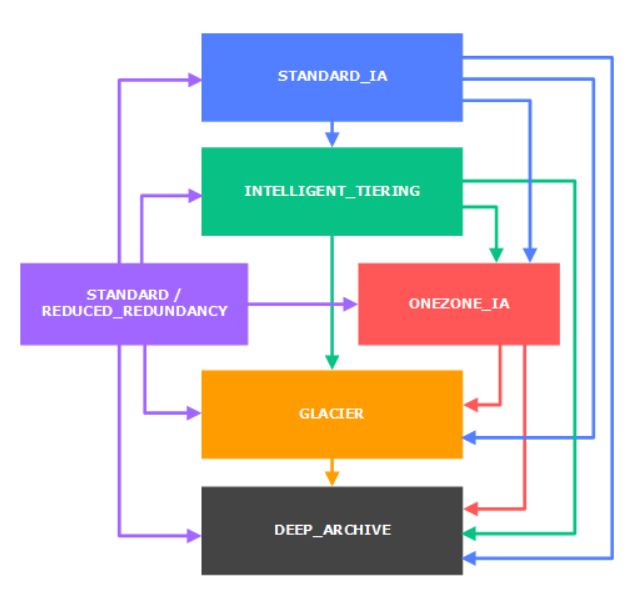 STANDARD_IA
INTELLIGENT_TIERING
STANDARD /
REDUCED_REDUNDANCY
ONEZONE_IA
GLACIER
DEEP_ARCHIVE